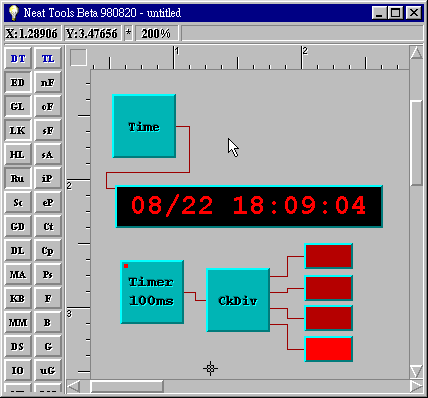 Neat Tools Beta 980820 - untitled
X:1.28906 Y:3.47656 * 200%
1 2
DT TL
ED nF
GL oF
LK sF
HL sA
Ru iP
Sc eP
GD Ct
DL Cp
MA Ps
KB F
MM B
DS G
IO uG
2
3
Time
08/22 18:09:04
Timer
100ms
CkDiv